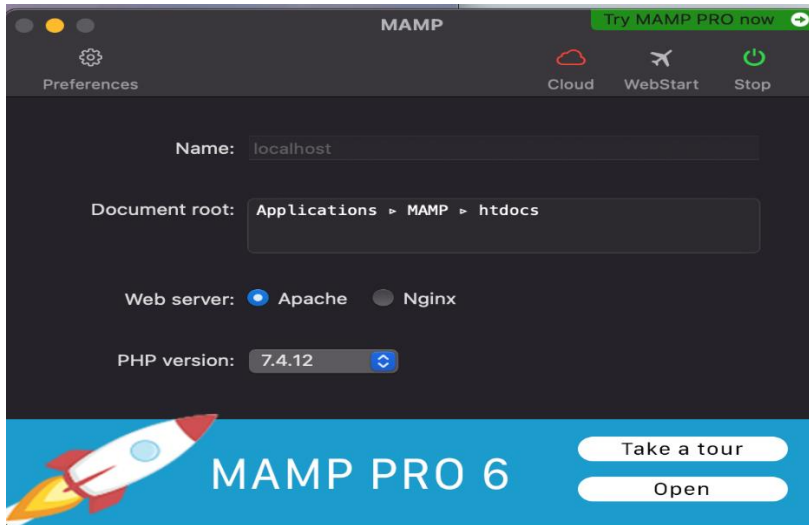 MAMP
Try MAMP PRO now
Preferences
Cloud
WebStart
Stop
Name: localhost
Document root: Applications ▹ MAMP ▹ htdocs
Web server: Apache Nginx
PHP version: 7.4.12
MAMP PRO 6
Take a tour
Open